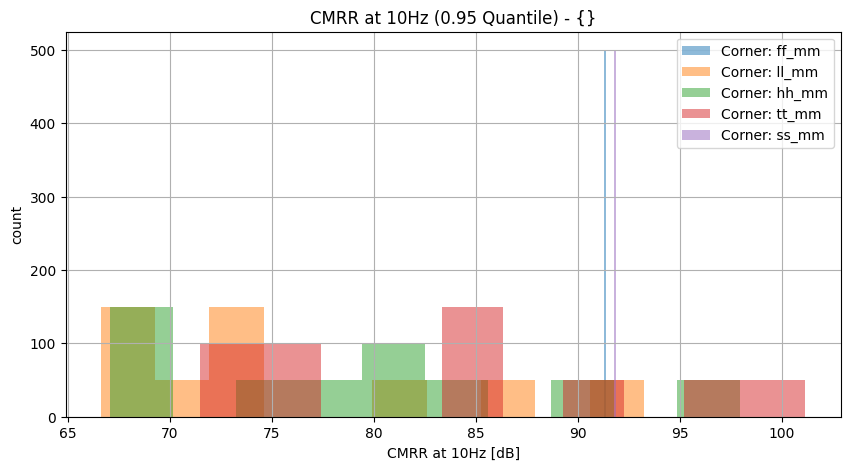 CMRR at 10Hz (0.95 Quantile) - {}
500
400
300
200
100
0
count
Corner: ff_mm
Corner: ll_mm
Corner: hh_mm
Corner: tt_mm
Corner: ss_mm
65 70 75 80 85 90 95 100
CMRR at 10Hz [dB]